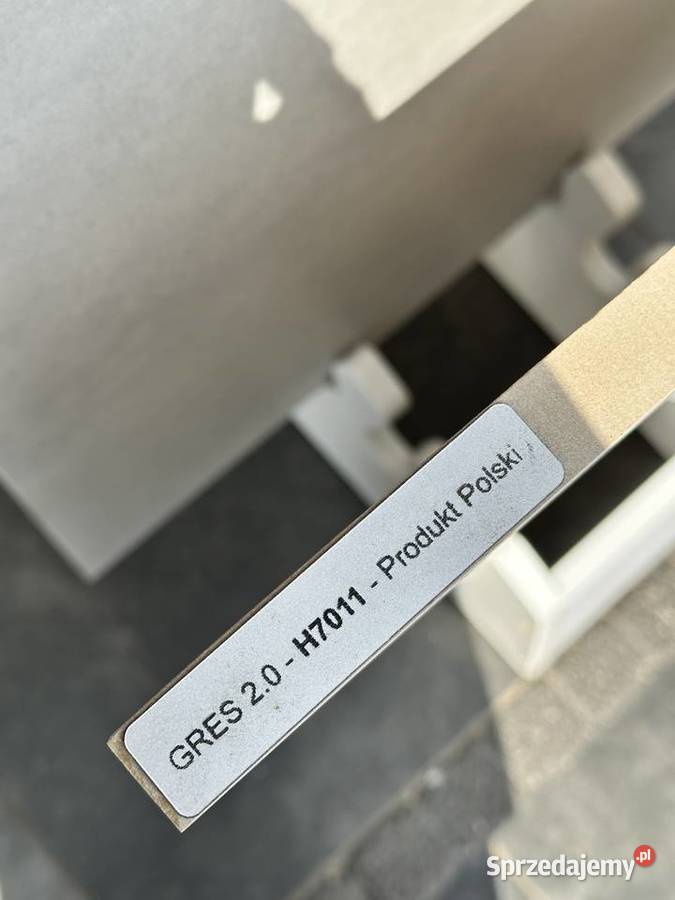 GRES 2.0 - H7011 - Produkt Polski
Sprzedajemy.pl